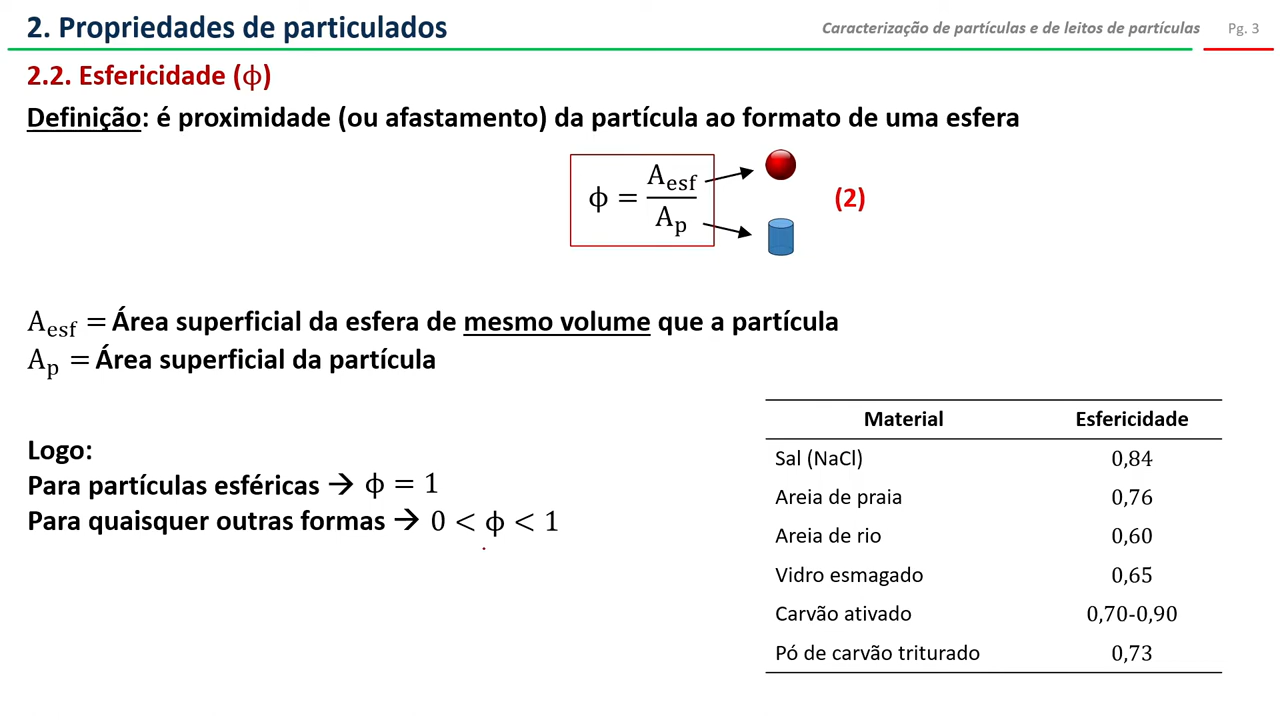 2. Propriedades de particulados
Caracterização de partículas e de leitos de partículas
Pg. 3
2.2. Esfericidade (ϕ)
Definição: é proximidade (ou afastamento) da partícula ao formato de uma esfera
ϕ = A_esf / A_p
(2)
A_esf = Área superficial da esfera de mesmo volume que a partícula
A_p = Área superficial da partícula
Logo:
Para partículas esféricas → ϕ = 1
Para quaisquer outras formas → 0 < ϕ < 1
Material Esfericidade
Sal (NaCl) 0,84
Areia de praia 0,76
Areia de rio 0,60
Vidro esmagado 0,65
Carvão ativado 0,70-0,90
Pó de carvão triturado 0,73